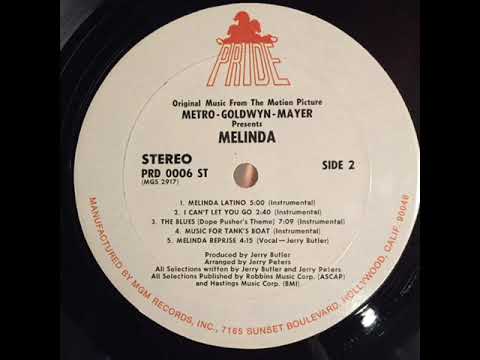 PRIDE
Original Music From The Motion Picture
METRO-GOLDWYN-MAYER
Presents
MELINDA
STEREO
PRD 0006 ST
(MGS 2917)
SIDE 2
1. MELINDA LATINO 5:00 (Instrumental)
2. I CAN'T LET YOU GO 2:40 (Instrumental)
3. THE BLUES [Dope Pusher's Theme] 7:09 (Instrumental)
4. MUSIC FOR TANK'S BOAT (Instrumental)
5. MELINDA REPRISE 4:15 (Vocal—Jerry Butler)
Produced by Jerry Butler
Arranged by Jerry Peters
All Selections written by Jerry Butler and Jerry Peters
All Selections Published by Robbins Music Corp. (ASCAP)
and Hastings Music Corp. (BMI)
MANUFACTURED BY MGM RECORDS, INC., 7165 SUNSET BOULEVARD, HOLLYWOOD, CALIF. 90046